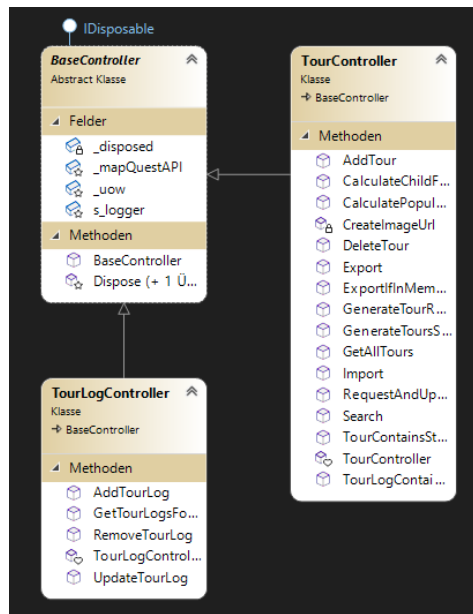 IDisposable
BaseController
Abstract Klasse
Felder
_disposed
_mapQuestAPI
_uow
s_logger
Methoden
BaseController
Dispose (+ 1 Ü...
TourController
Klasse
BaseController
Methoden
AddTour
CalculateChildF...
CalculatePopul...
CreateImageUrl
DeleteTour
Export
ExportIfInMem...
GenerateTourR...
GenerateToursS...
GetAllTours
Import
RequestAndUp...
Search
TourContainsSt...
TourController
TourLogContai...
TourLogController
Klasse
BaseController
Methoden
AddTourLog
GetTourLogsFo...
RemoveTourLog
TourLogControl...
UpdateTourLog